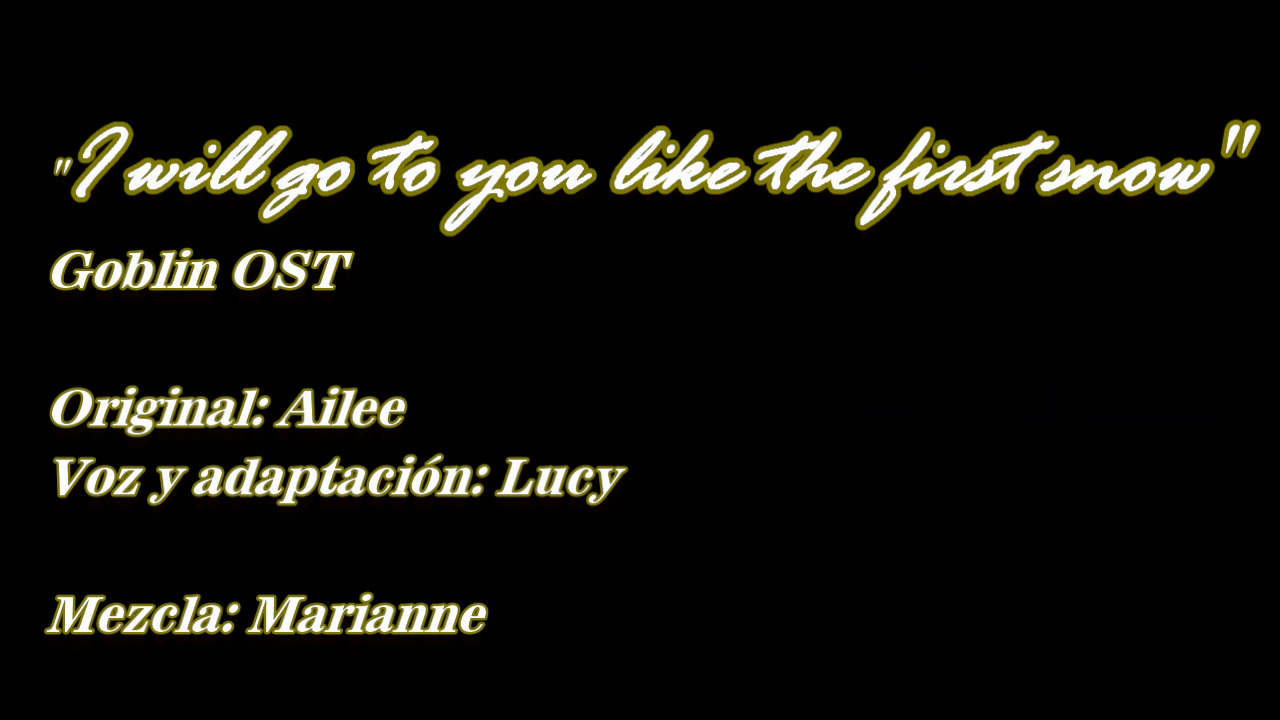 "I will go to you like the first snow"
Goblin OST
Original: Ailee
Voz y adaptación: Lucy
Mezcla: Marianne